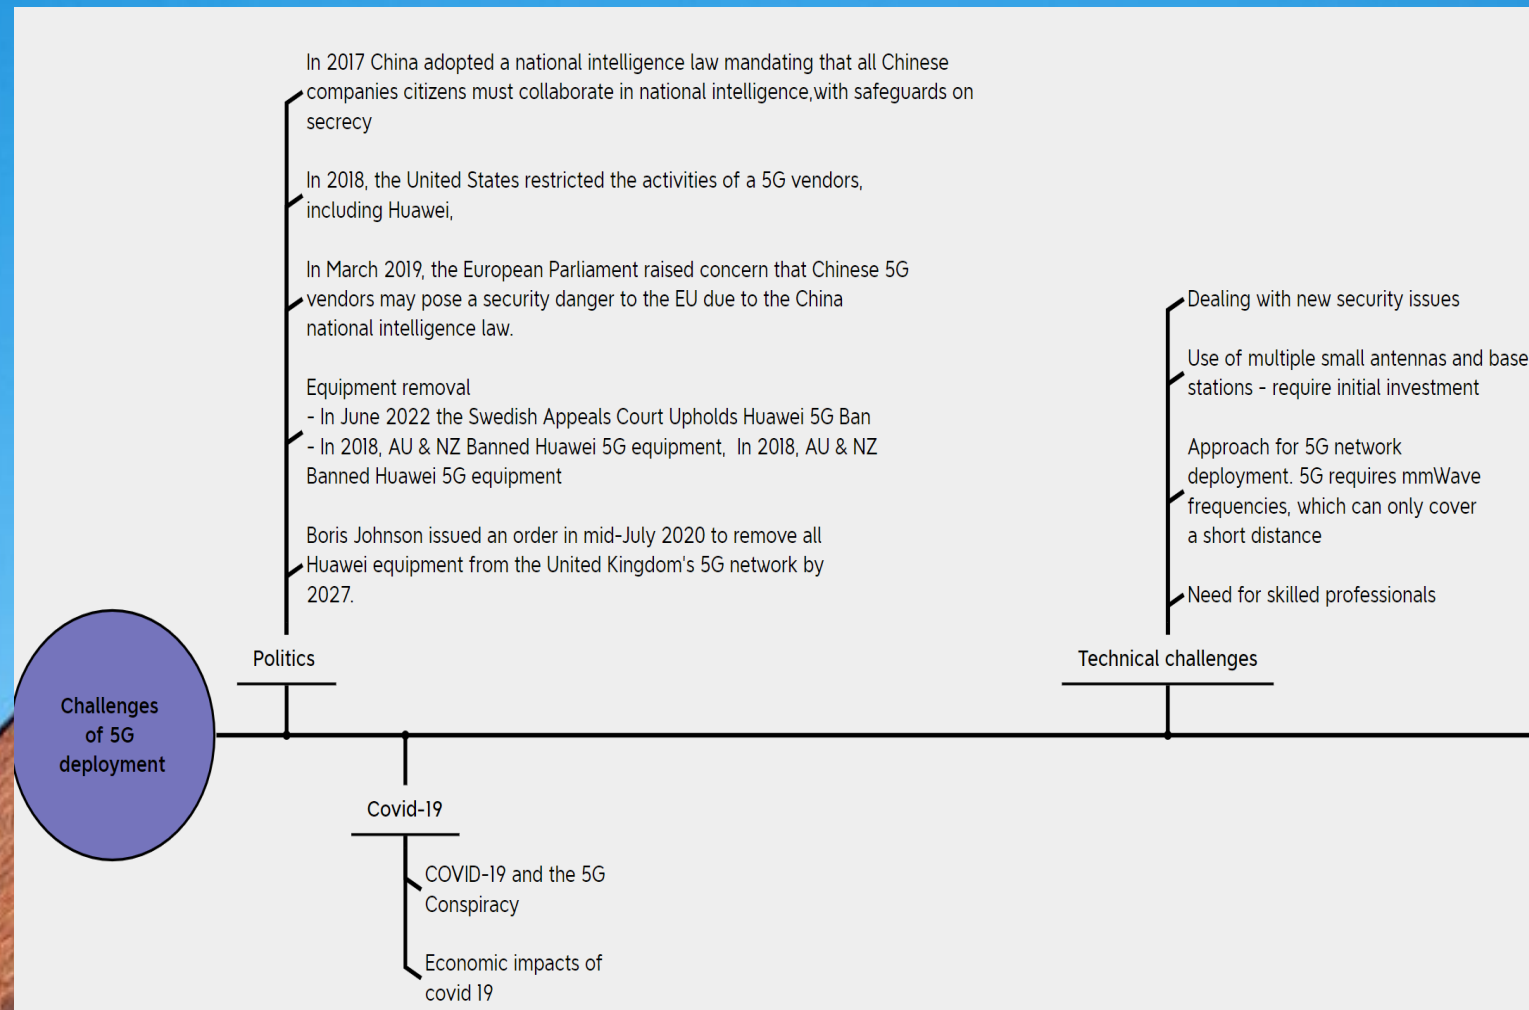 In 2017 China adopted a national intelligence law mandating that all Chinese
companies citizens must collaborate in national intelligence,with safeguards on
secrecy
In 2018, the United States restricted the activities of a 5G vendors,
including Huawei,
In March 2019, the European Parliament raised concern that Chinese 5G
vendors may pose a security danger to the EU due to the China
national intelligence law.
Equipment removal
- In June 2022 the Swedish Appeals Court Upholds Huawei 5G Ban
- In 2018, AU & NZ Banned Huawei 5G equipment, In 2018, AU & NZ
Banned Huawei 5G equipment
Boris Johnson issued an order in mid-July 2020 to remove all
Huawei equipment from the United Kingdom's 5G network by
2027.
Politics
Dealing with new security issues
Use of multiple small antennas and base
stations - require initial investment
Approach for 5G network
deployment. 5G requires mmWave
frequencies, which can only cover
a short distance
Need for skilled professionals
Technical challenges
Challenges
of 5G
deployment
Covid-19
COVID-19 and the 5G
Conspiracy
Economic impacts of
covid 19